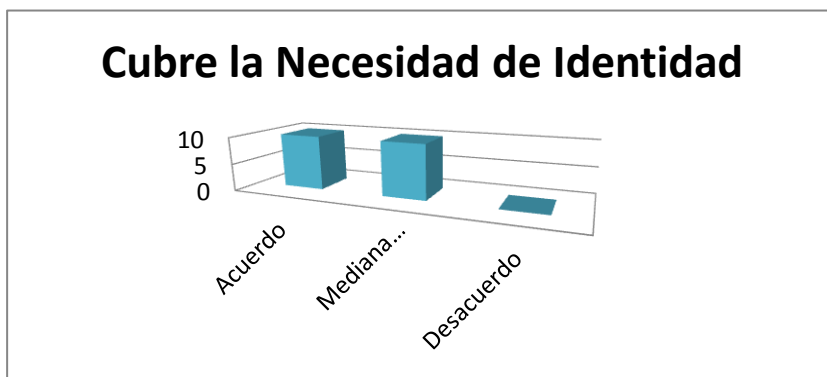 Cubre la Necesidad de Identidad
10
5
0
Acuerdo
Mediana...
Desacuerdo